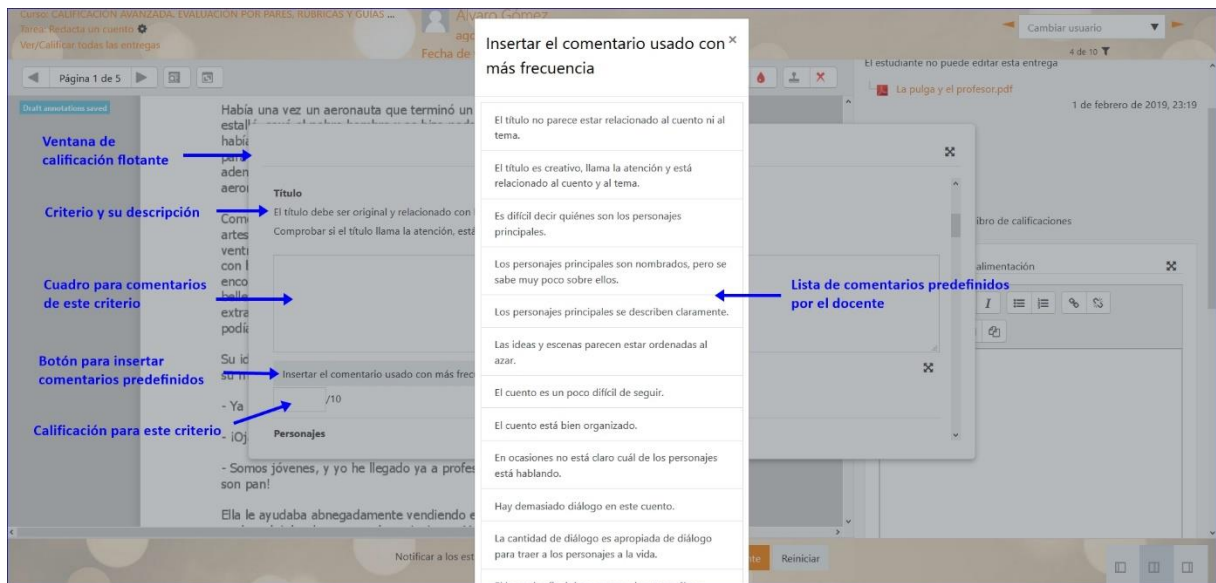 Curso: CALIFICACIÓN AVANZADA, EVALUACIÓN POR PARES, RÚBRICAS Y GUÍAS ...
Tarea: Redacta un cuento
Ver/Calificar todas las entregas
Álvaro Gómez
Fecha de
Cambiar usuario
4 de 10
Página 1 de 5
El estudiante no puede editar esta entrega
La pulga y el profesor.pdf
1 de febrero de 2019, 23:19
Draft annotations saved
Había una vez un aeronauta que terminó un
Ventana de
calificación flotante
Criterio y su descripción
Cuadro para comentarios
de este criterio
Botón para insertar
comentarios predefinidos
Calificación para este criterio
Título
El título debe ser original y relacionado con
Comprobar si el título llama la atención, está
Insertar el comentario usado con más frec
/10
Personajes
- Ya
- ¡Oj
- Somos jóvenes, y yo he llegado ya a profes
son pan!
Ella le ayudaba abnegadamente vendiendo e
Insertar el comentario usado con
más frecuencia
El título no parece estar relacionado al cuento ni al
tema.
El título es creativo, llama la atención y está
relacionado al cuento y al tema.
Es difícil decir quiénes son los personajes
principales.
Los personajes principales son nombrados, pero se
sabe muy poco sobre ellos.
Los personajes principales se describen claramente.
Las ideas y escenas parecen estar ordenadas al
azar.
El cuento es un poco difícil de seguir.
El cuento está bien organizado.
En ocasiones no está claro cuál de los personajes
está hablando.
Hay demasiado diálogo en este cuento.
La cantidad de diálogo es apropiada de diálogo
para traer a los personajes a la vida.
Lista de comentarios predefinidos
por el docente
ibro de calificaciones
alimentación
Notificar a los est
Reiniciar